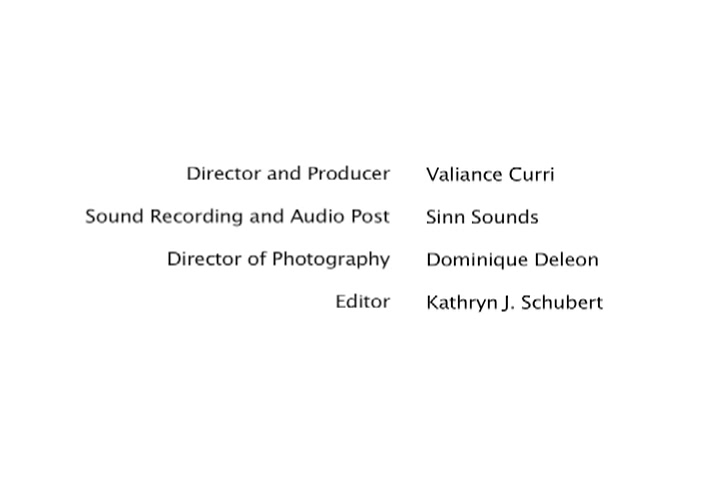 Director and Producer Valiance Curri
Sound Recording and Audio Post Sinn Sounds
Director of Photography Dominique Deleon
Editor Kathryn J. Schubert